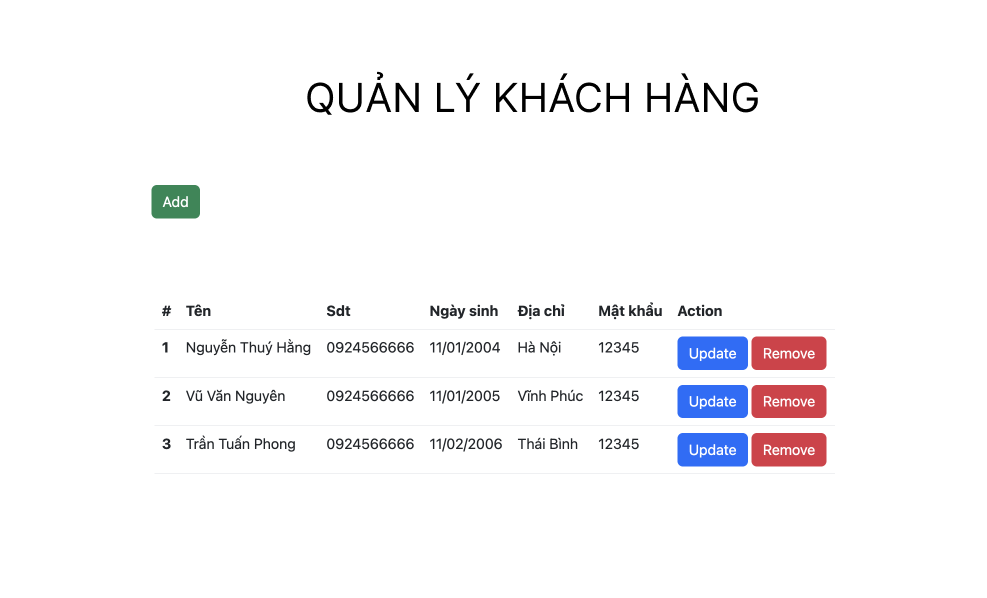 QUẢN LÝ KHÁCH HÀNG
Add
# Tên Sdt Ngày sinh Địa chỉ Mật khẩu Action
1 Nguyễn Thuý Hằng 0924566666 11/01/2004 Hà Nội 12345 Update Remove
2 Vũ Văn Nguyên 0924566666 11/01/2005 Vĩnh Phúc 12345 Update Remove
3 Trần Tuấn Phong 0924566666 11/02/2006 Thái Bình 12345 Update Remove